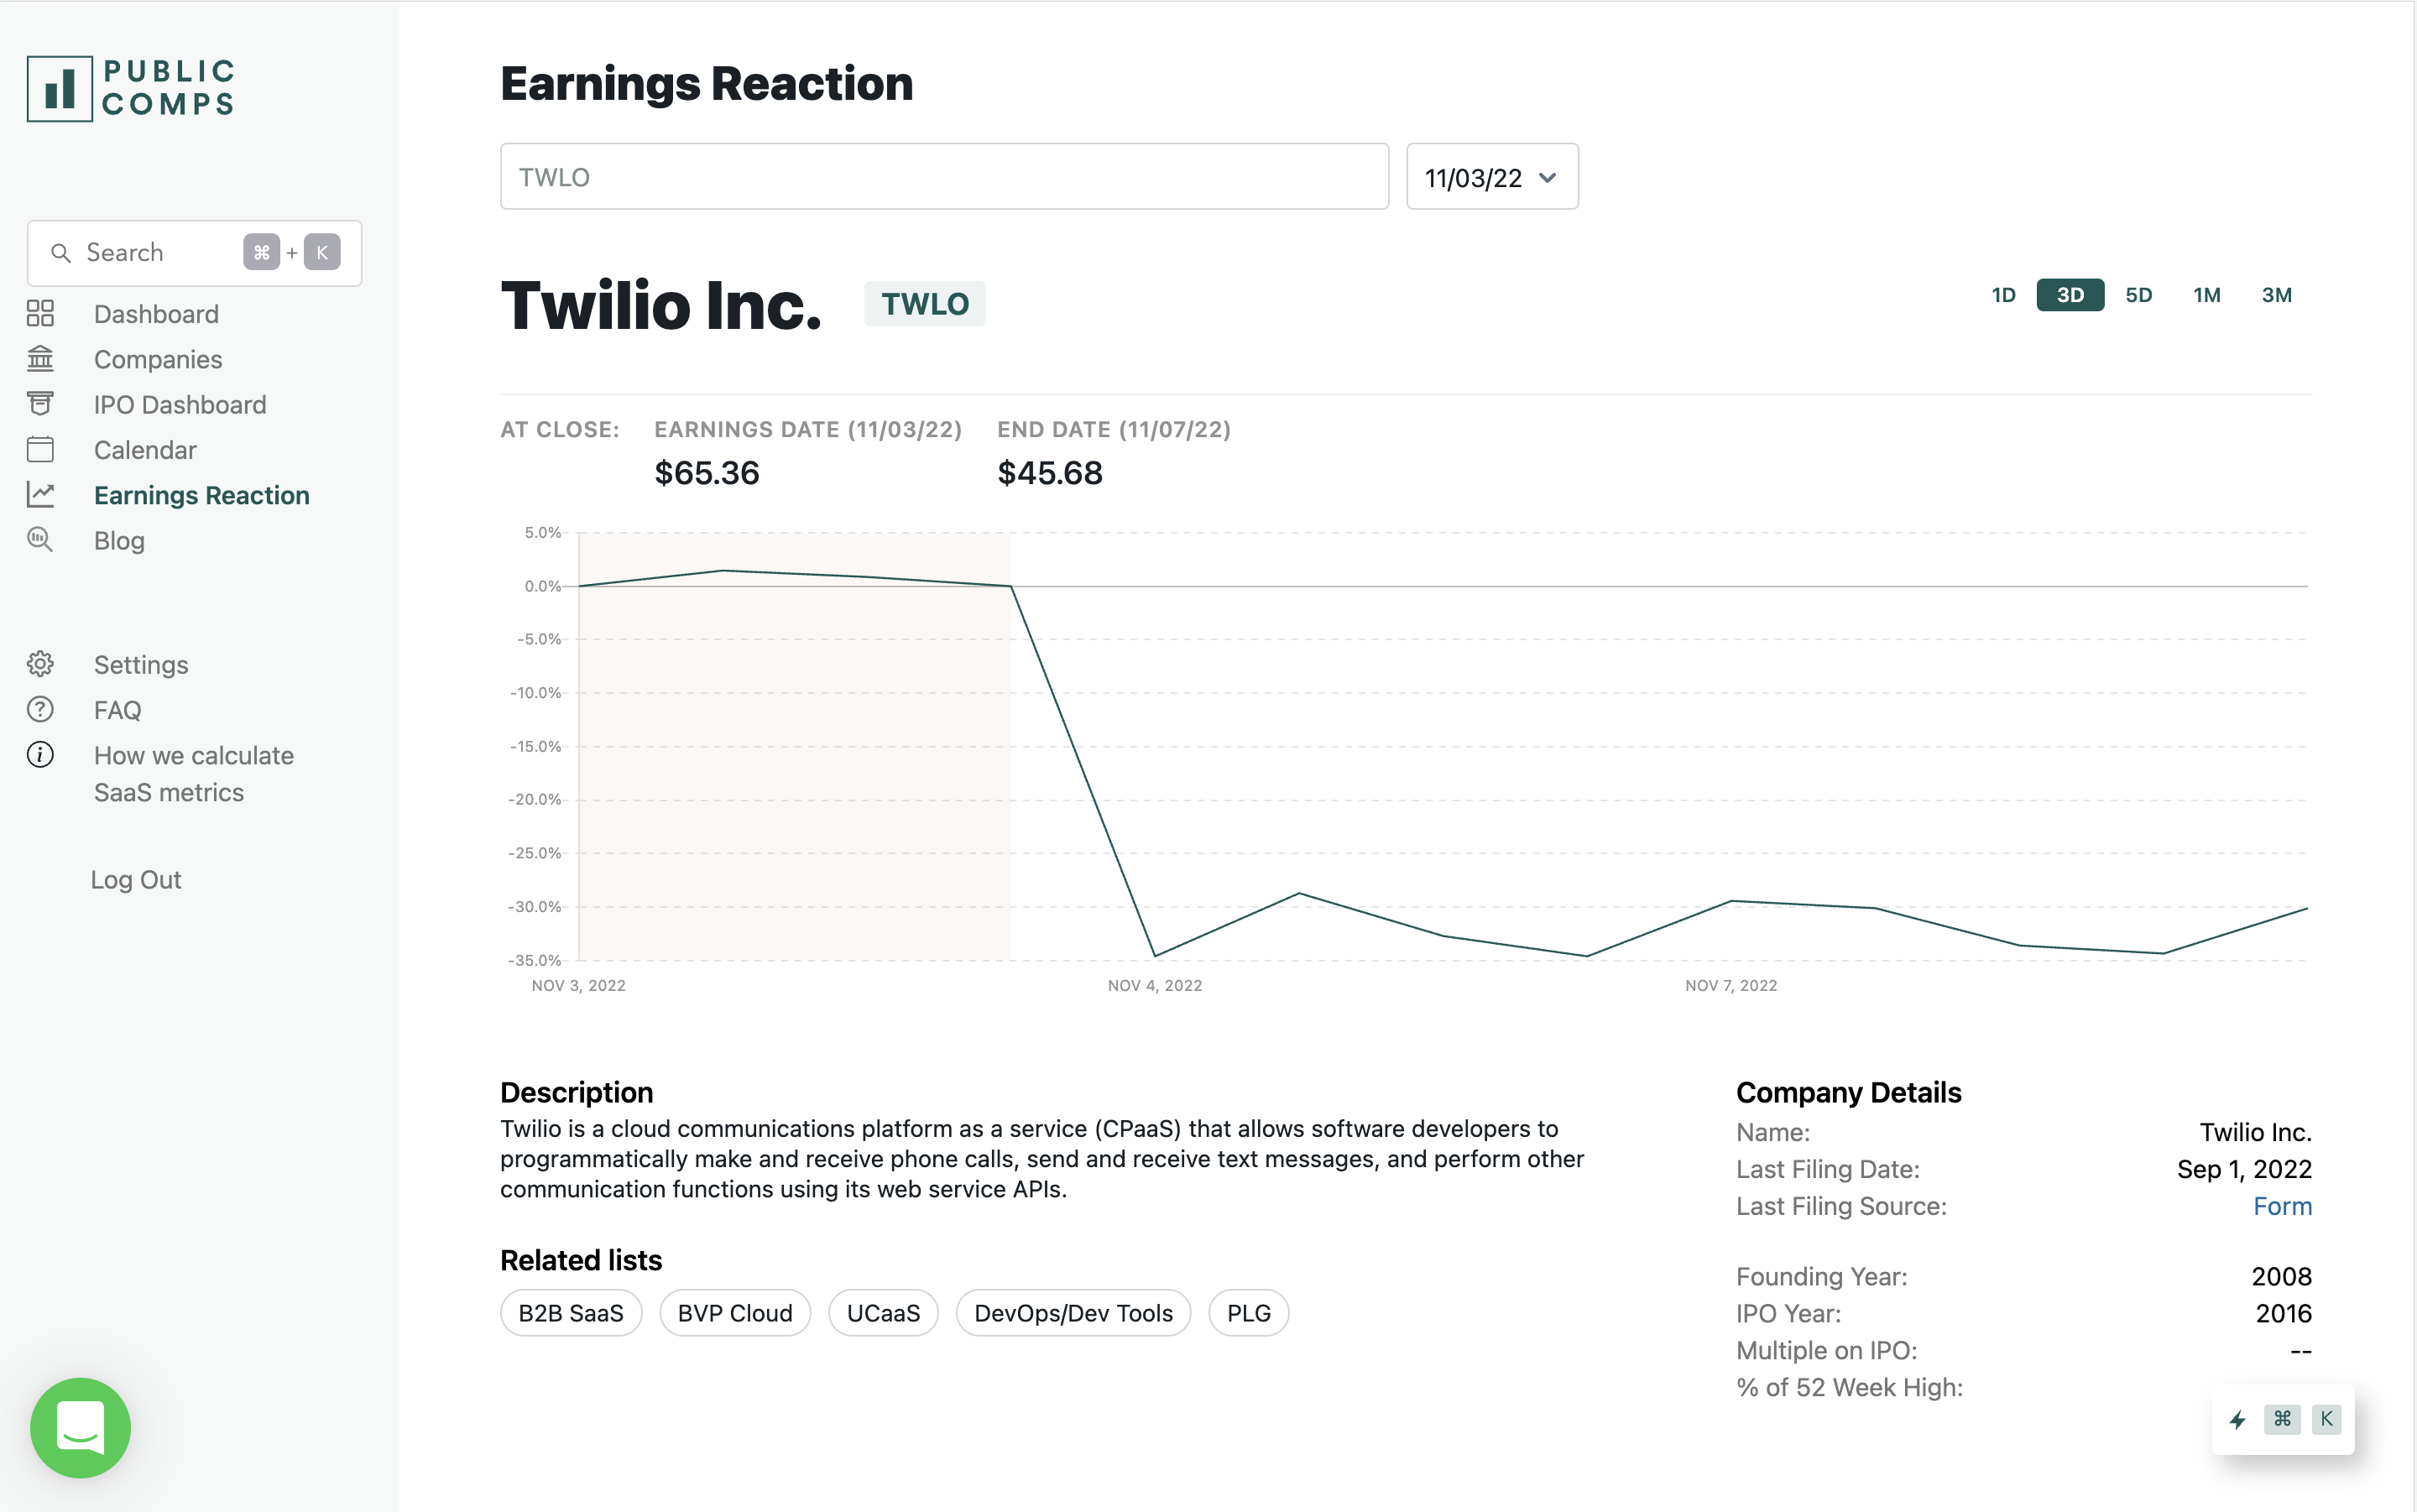 PUBLIC
COMPS
Search ⌘ + K
Dashboard
Companies
IPO Dashboard
Calendar
Earnings Reaction
Blog
Settings
FAQ
How we calculate
SaaS metrics
Log Out
Earnings Reaction
TWLO
11/03/22
Twilio Inc. TWLO
1D 3D 5D 1M 3M
AT CLOSE: EARNINGS DATE (11/03/22) END DATE (11/07/22)
$65.36 $45.68
5.0%
0.0%
-5.0%
-10.0%
-15.0%
-20.0%
-25.0%
-30.0%
-35.0%
NOV 3, 2022 NOV 4, 2022 NOV 7, 2022
Description
Twilio is a cloud communications platform as a service (CPaaS) that allows software developers to
programmatically make and receive phone calls, send and receive text messages, and perform other
communication functions using its web service APIs.
Related lists
B2B SaaS BVP Cloud UCaaS DevOps/Dev Tools PLG
Company Details
Name: Twilio Inc.
Last Filing Date: Sep 1, 2022
Last Filing Source: Form
Founding Year: 2008
IPO Year: 2016
Multiple on IPO: --
% of 52 Week High:
⌘ K